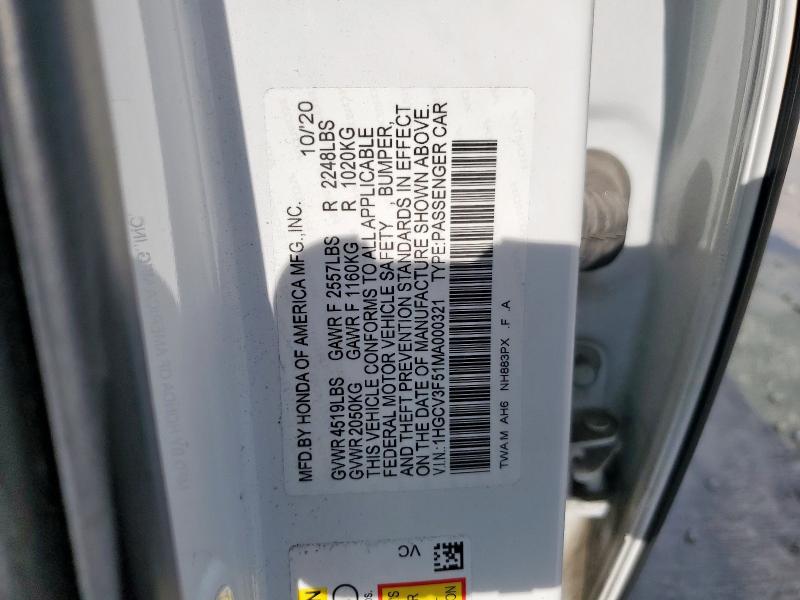 MFD.BY HONDA OF AMERICA MFG.,INC. 10/'20
GVWR 4519LBS GAWR F 2557LBS R 2248LBS
GVWR 2050KG GAWR F 1160KG R 1020KG
THIS VEHICLE CONFORMS TO ALL APPLICABLE
FEDERAL MOTOR VEHICLE SAFETY, BUMPER,
AND THEFT PREVENTION STANDARDS IN EFFECT
ON THE DATE OF MANUFACTURE SHOWN ABOVE.
V.I.N.:1HGCV3F51MA000321 TYPE:PASSENGER CAR
TWA.M AH6 NH883PX .F .A
VC